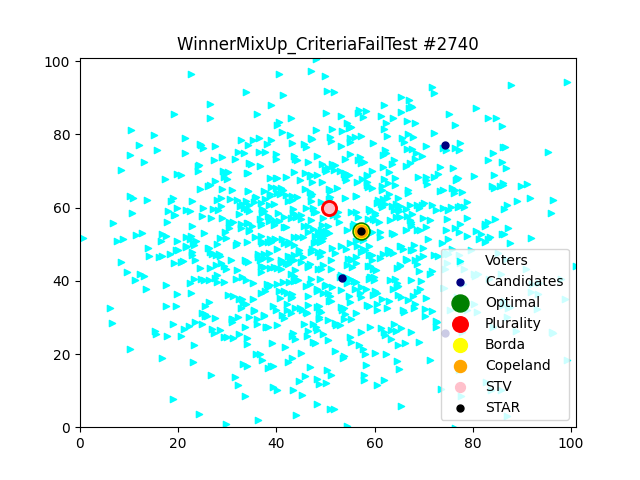 WinnerMixUp_CriteriaFailTest #2740
100
80
60
40
20
0
0
20
40
60
80
100
Voters
Candidates
Optimal
Plurality
Borda
Copeland
STV
STAR